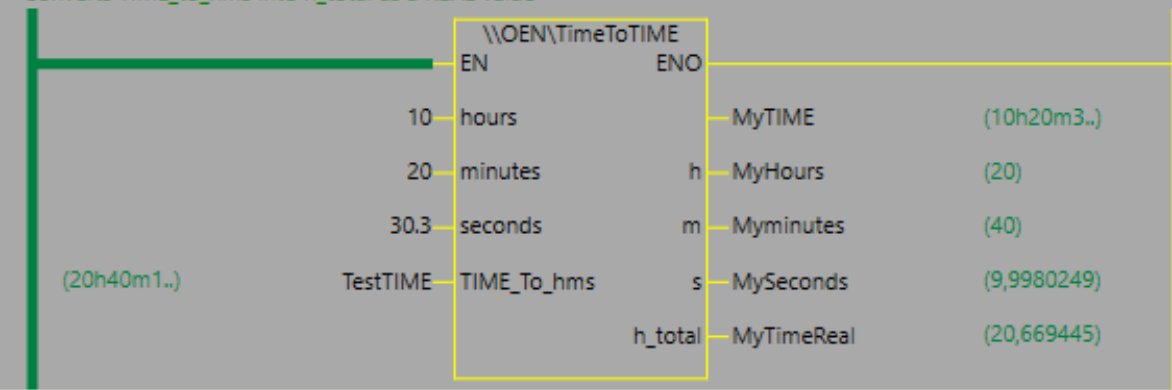 \\OEN\TimeToTIME
EN ENO
10 hours MyTIME (10h20m3..)
20 minutes h MyHours (20)
30.3 seconds m Myminutes (40)
(20h40m1..) TestTIME TIME_To_hms s MySeconds (9,9980249)
h_total MyTimeReal (20,669445)